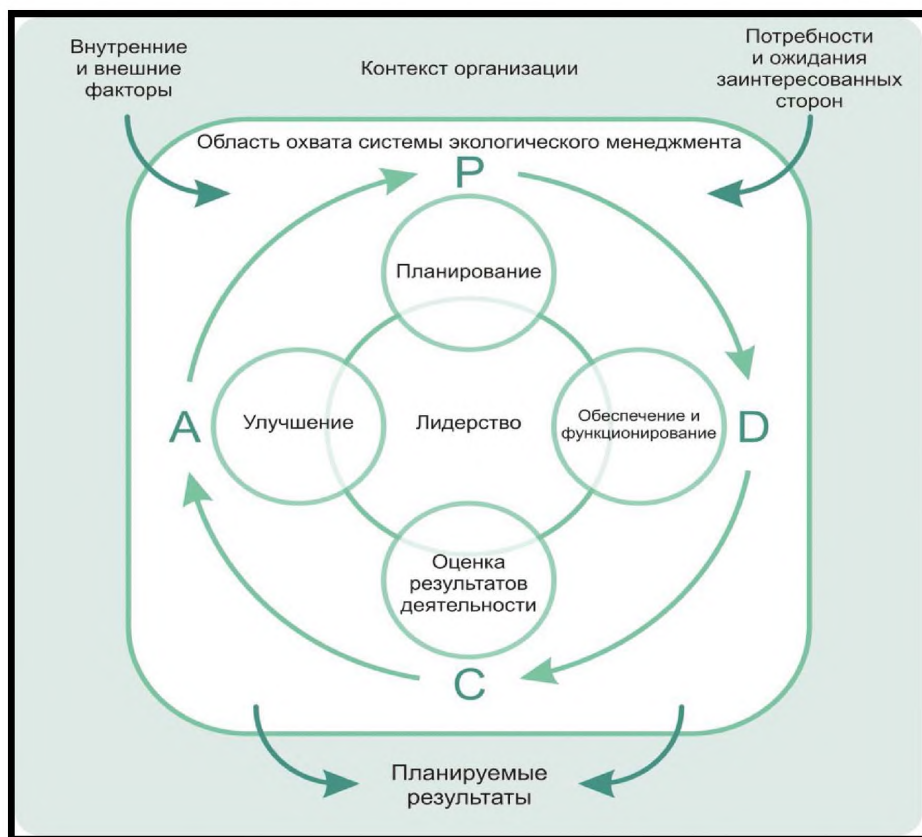 Внутренние
и внешние
факторы
Контекст организации
Потребности
и ожидания
заинтересованных
сторон
Область охвата системы экологического менеджмента
P
Планирование
A
Улучшение
Лидерство
Обеспечение и
функционирование
D
Оценка
результатов
деятельности
C
Планируемые
результаты